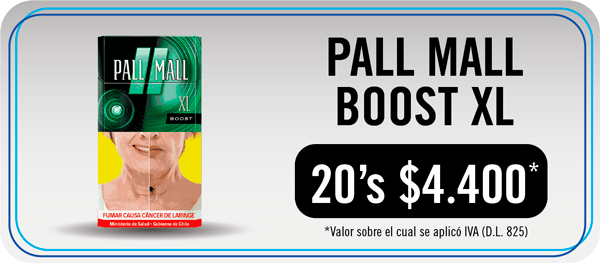 PALL MALL
XL
BOOST
FUMAR CAUSA CÁNCER DE LARINGE
Ministerio de Salud - Gobierno de Chile
PALL MALL
BOOST XL
20's $4.400*
*Valor sobre el cual se aplicó IVA (D.L. 825)